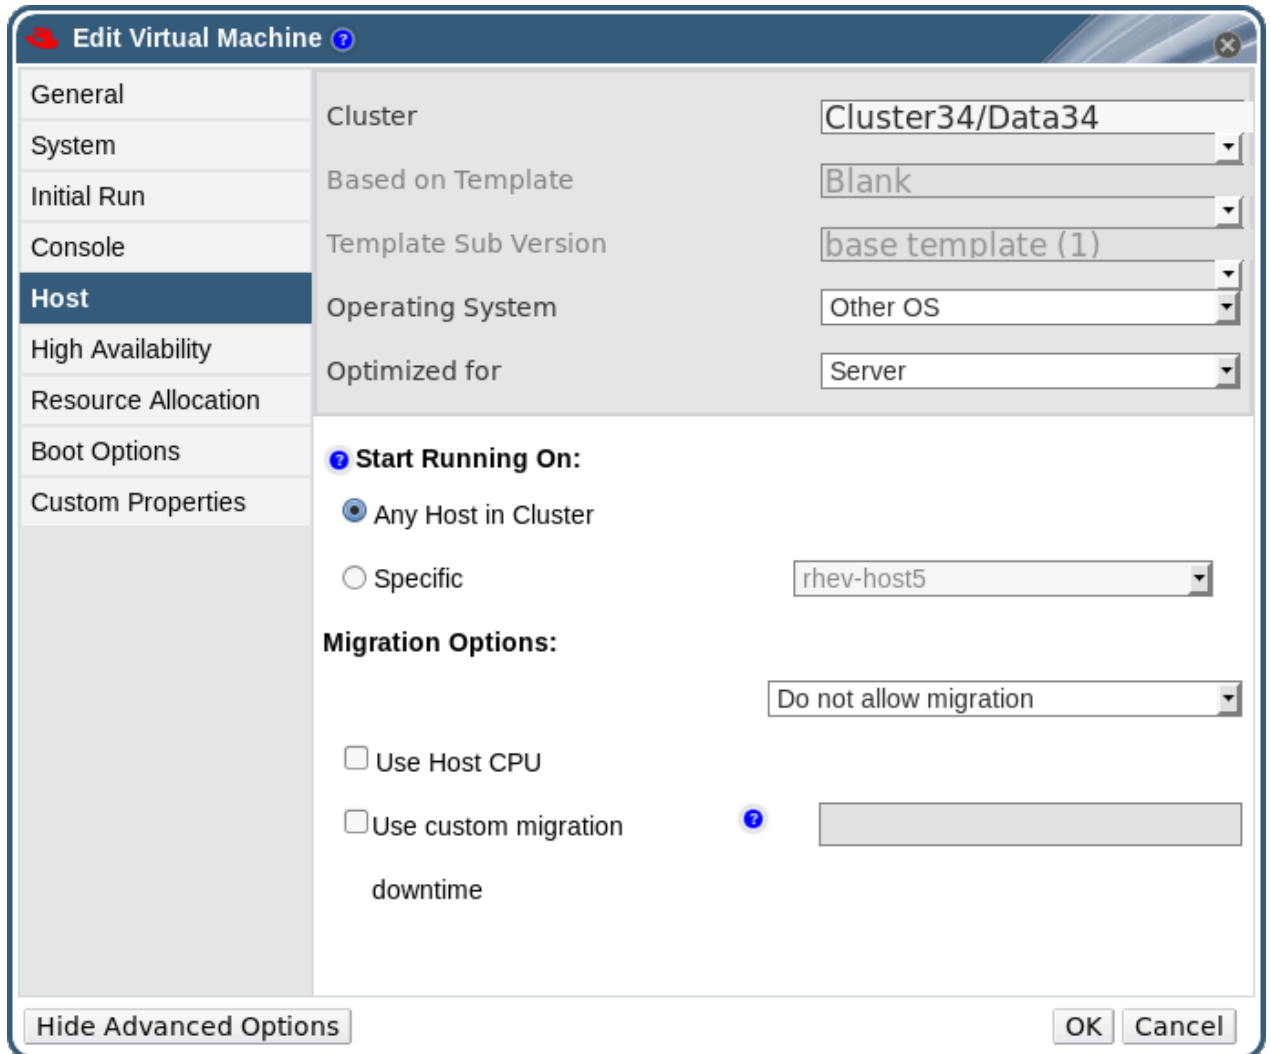 Edit Virtual Machine ?
General
System
Initial Run
Console
Host
High Availability
Resource Allocation
Boot Options
Custom Properties
Cluster Cluster34/Data34
Based on Template Blank
Template Sub Version base template (1)
Operating System Other OS
Optimized for Server
? Start Running On:
Any Host in Cluster
Specific rhev-host5
Migration Options:
Do not allow migration
Use Host CPU
Use custom migration ?
downtime
Hide Advanced Options OK Cancel